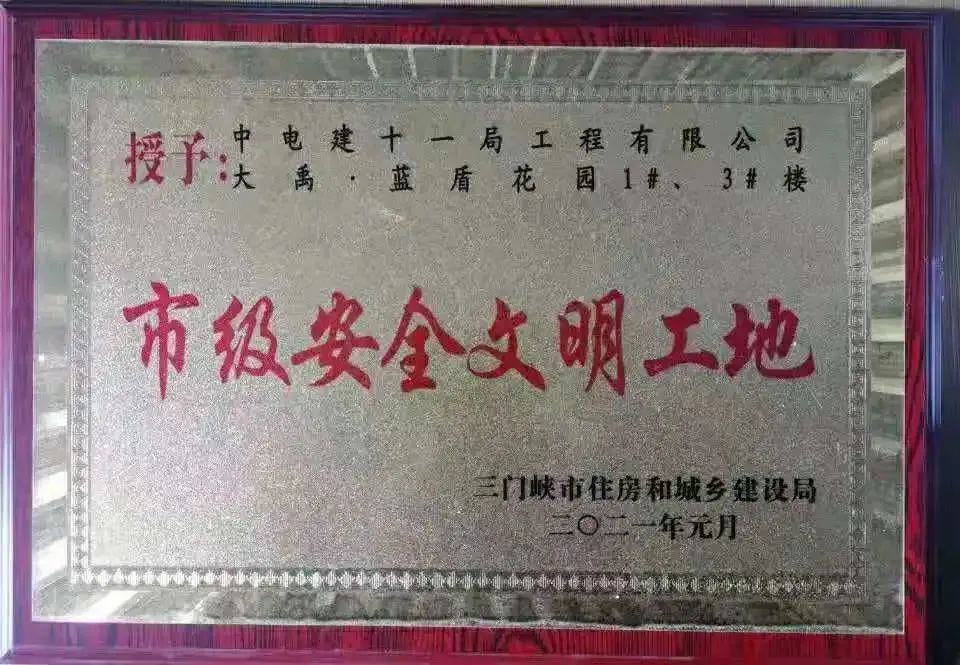 授予:中电建十一局工程有限公司
大禹·蓝盾花园1#、3#楼
市级安全文明工地
三门峡市住房和城乡建设局
二〇二一年元月